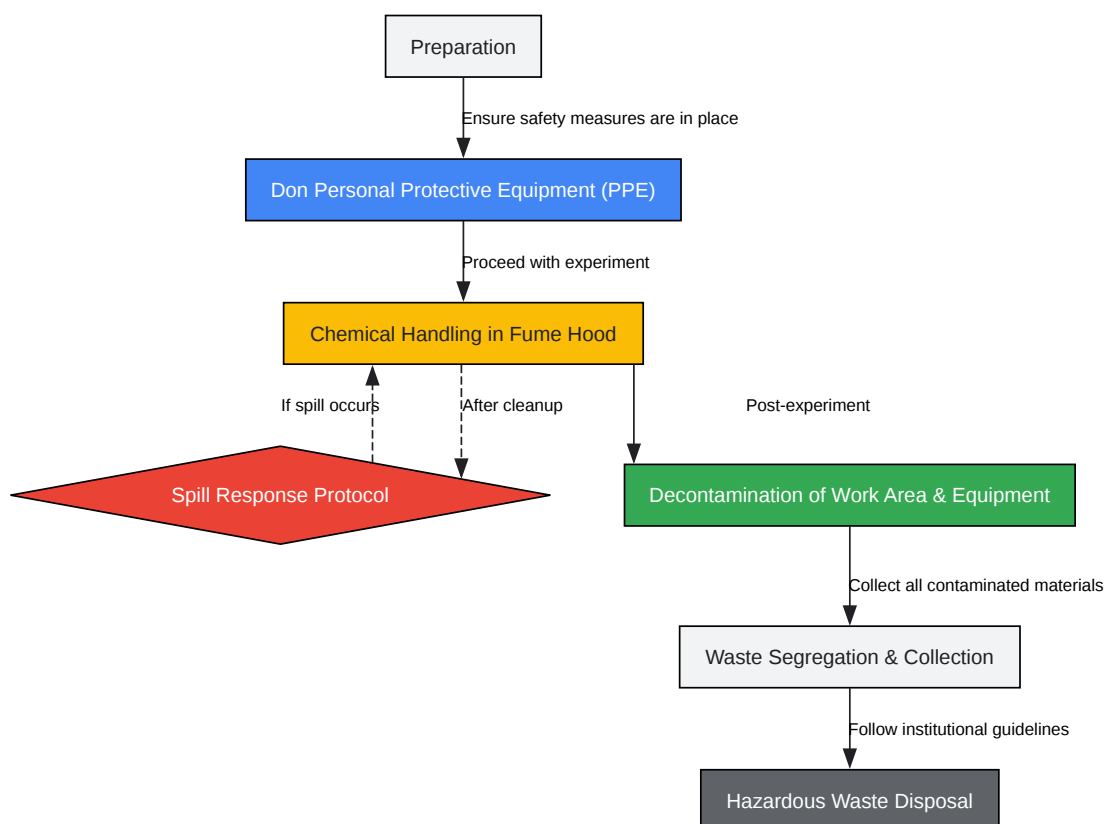 Preparation
Ensure safety measures are in place
Don Personal Protective Equipment (PPE)
Proceed with experiment
Chemical Handling in Fume Hood
If spill occurs
After cleanup
Post-experiment
Spill Response Protocol
Decontamination of Work Area & Equipment
Collect all contaminated materials
Waste Segregation & Collection
Follow institutional guidelines
Hazardous Waste Disposal